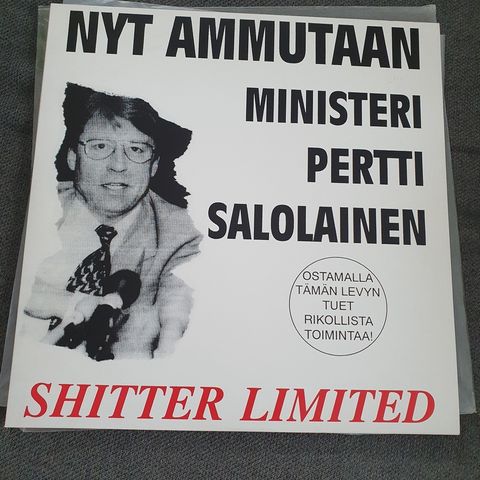 NYT AMMUTAAN
MINISTERI
PERTTI
SALOLAINEN
OSTAMALLA
TÄMÄN LEVYN
TUET
RIKOLLISTA
TOIMINTAA!
SHITTER LIMITED